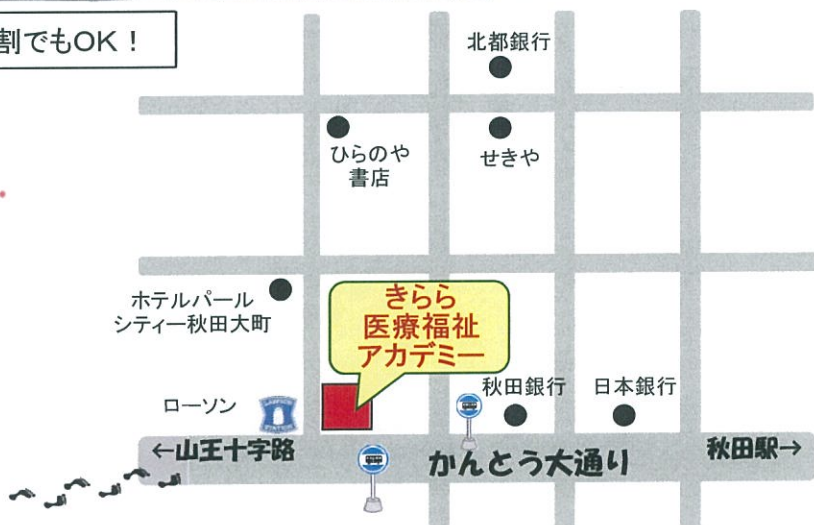 割でもOK！
北都銀行
ひらのや
書店
せきや
ホテルパール
シティー秋田大町
きらら
医療福祉
アカデミー
ローソン
秋田銀行
日本銀行
←山王十字路
かんとう大通り
秋田駅→